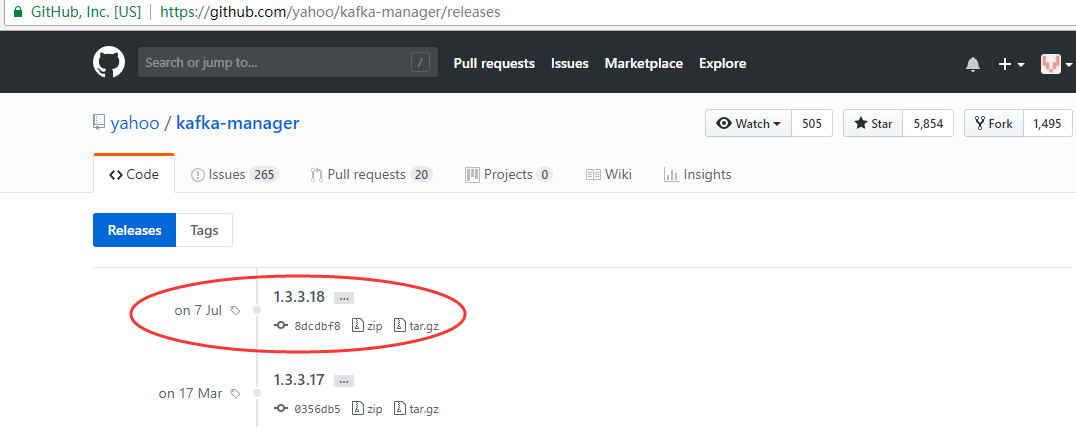 GitHub, Inc. [US] | https://github.com/yahoo/kafka-manager/releases
Search or jump to... / Pull requests Issues Marketplace Explore
yahoo / kafka-manager Watch 505 Star 5,854 Fork 1,495
Code Issues 265 Pull requests 20 Projects 0 Wiki Insights
Releases Tags
1.3.3.18 ...
on 7 Jul
8dcdbf8 zip tar.gz
1.3.3.17 ...
on 17 Mar
0356db5 zip tar.gz